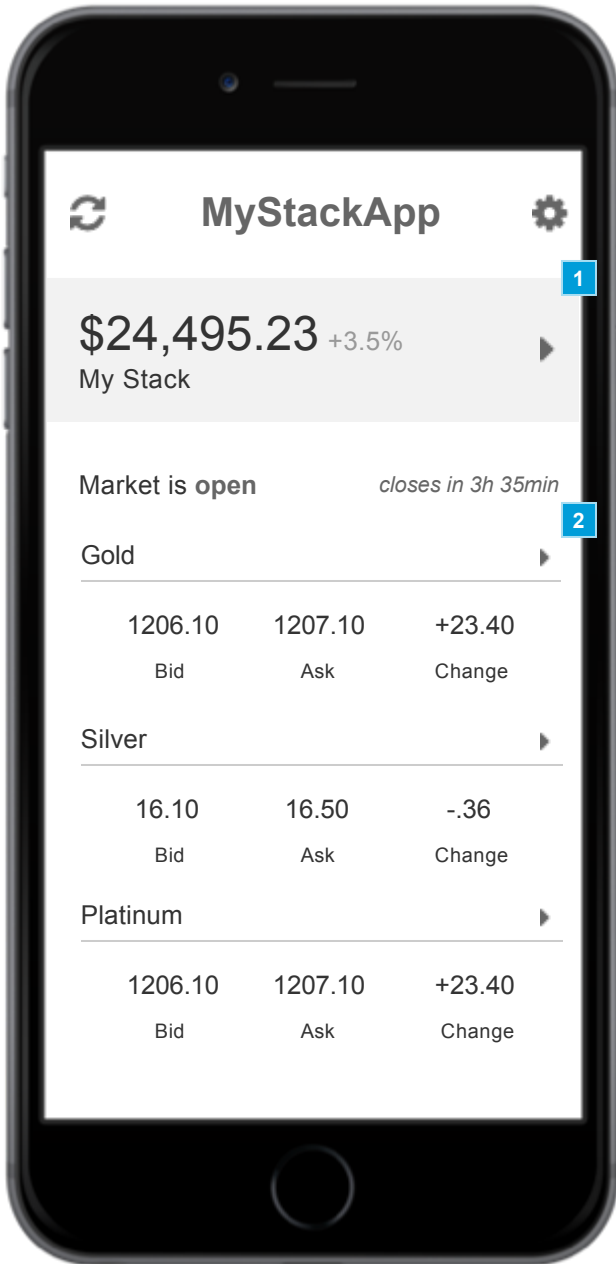 MyStackApp
1
$24,495.23 +3.5%
My Stack
Market is open closes in 3h 35min
2
Gold
1206.10 1207.10 +23.40
Bid Ask Change
Silver
16.10 16.50 -.36
Bid Ask Change
Platinum
1206.10 1207.10 +23.40
Bid Ask Change